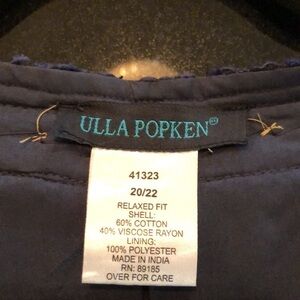 ULLA POPKEN®
41323
20/22
RELAXED FIT
SHELL:
60% COTTON
40% VISCOSE RAYON
LINING:
100% POLYESTER
MADE IN INDIA
RN: 89185
OVER FOR CARE